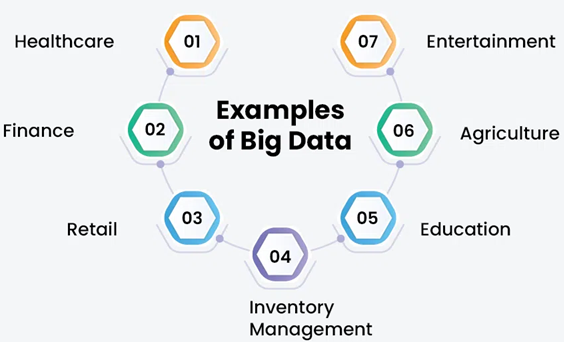 Examples
of Big Data
01
Healthcare
02
Finance
03
Retail
04
Inventory
Management
05
Education
06
Agriculture
07
Entertainment